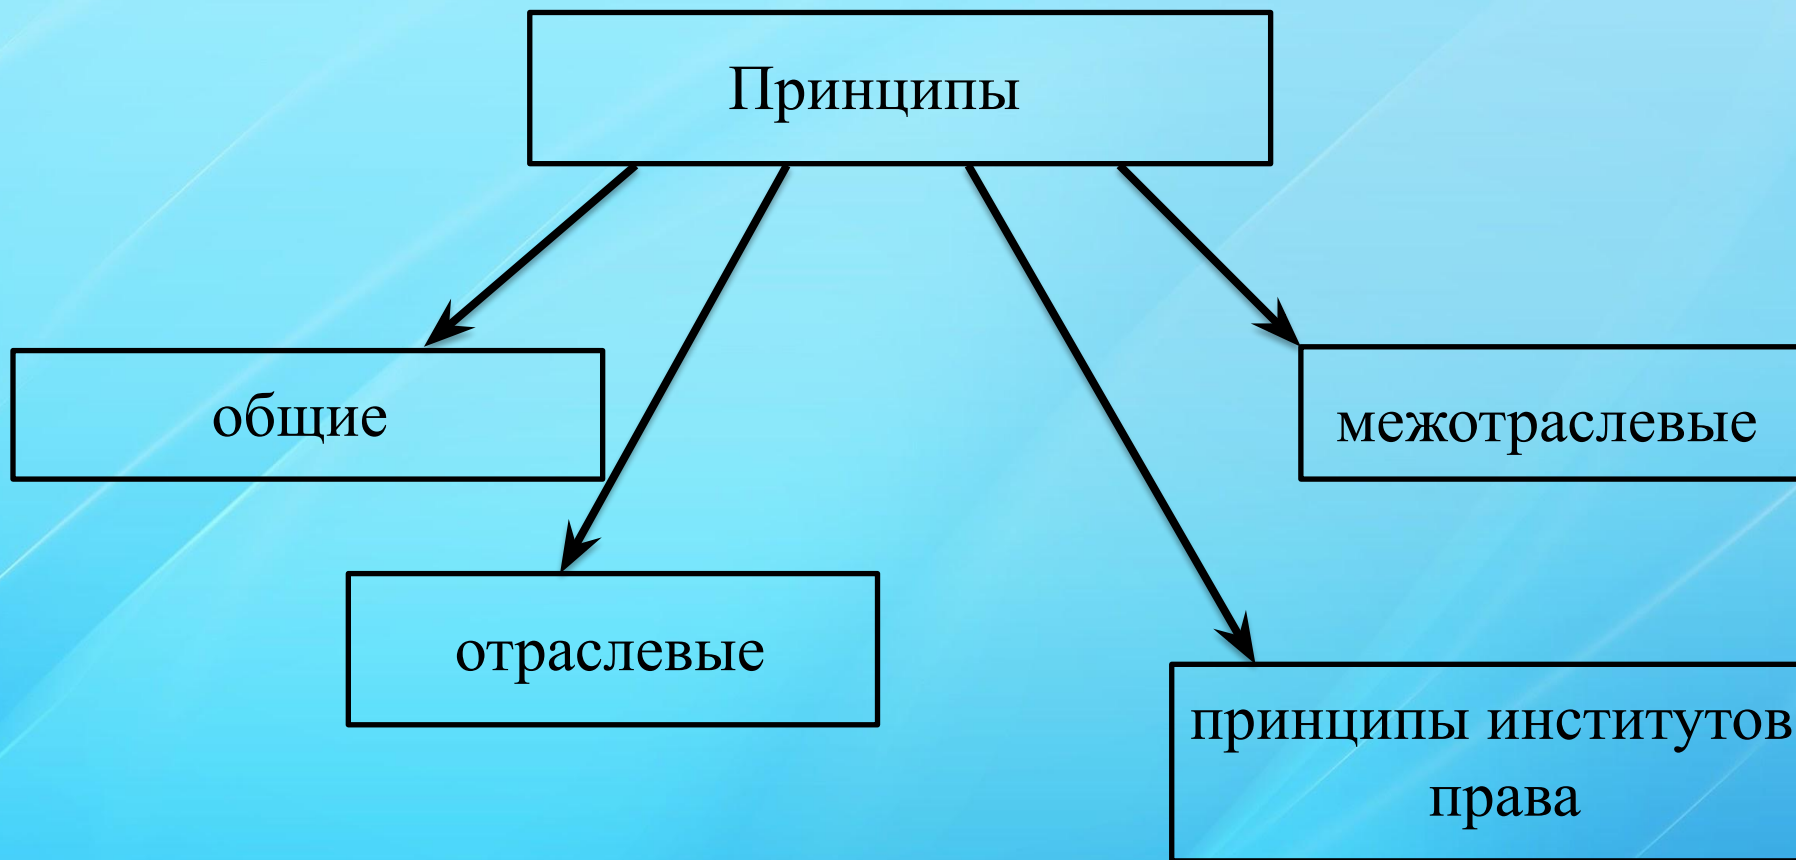 Принципы
общие
межотраслевые
отраслевые
принципы институтов
права